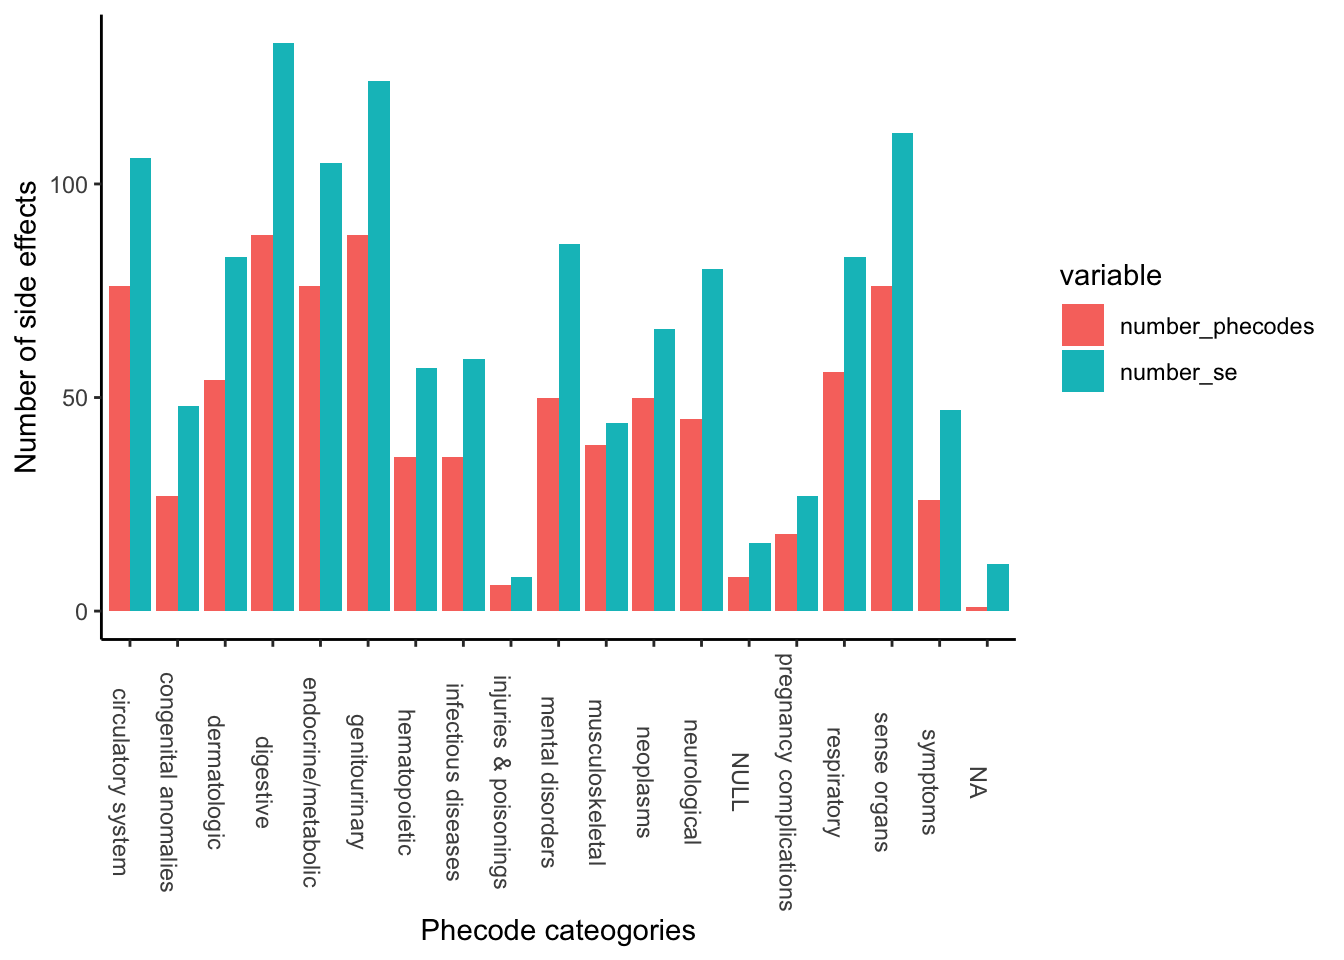 Number of side effects
100
50
0
circulatory system
congenital anomalies
dermatologic
digestive
endocrine/metabolic
genitourinary
hematopoietic
infectious diseases
injuries & poisonings
mental disorders
musculoskeletal
neoplasms
neurological
NULL
pregnancy complications
respiratory
sense organs
symptoms
NA
Phecode cateogories
variable
number_phecodes
number_se